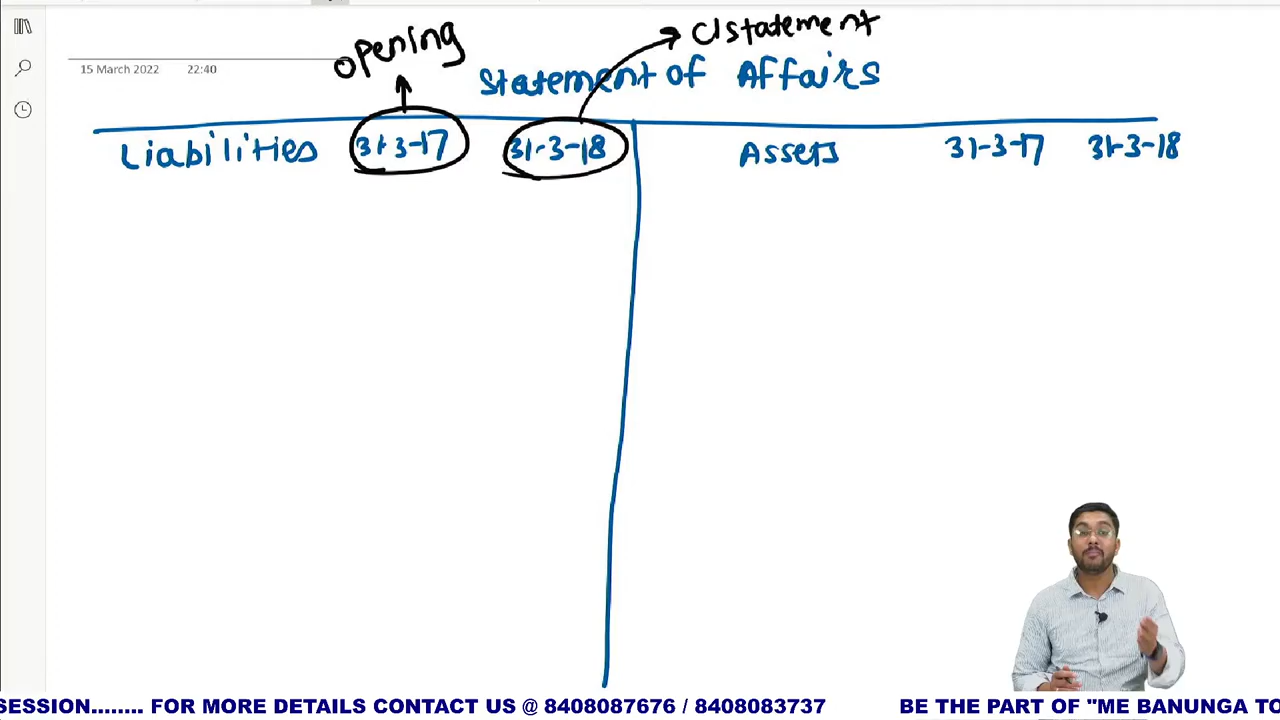 opening
Clstatement
15 March 2022 22:40
Statement of Affairs
Liabilities 31-3-17 31-3-18 Assets 31-3-17 31-3-18
SESSION........ FOR MORE DETAILS CONTACT US @ 8408087676 / 8408083737 BE THE PART OF "ME BANUNGA TO